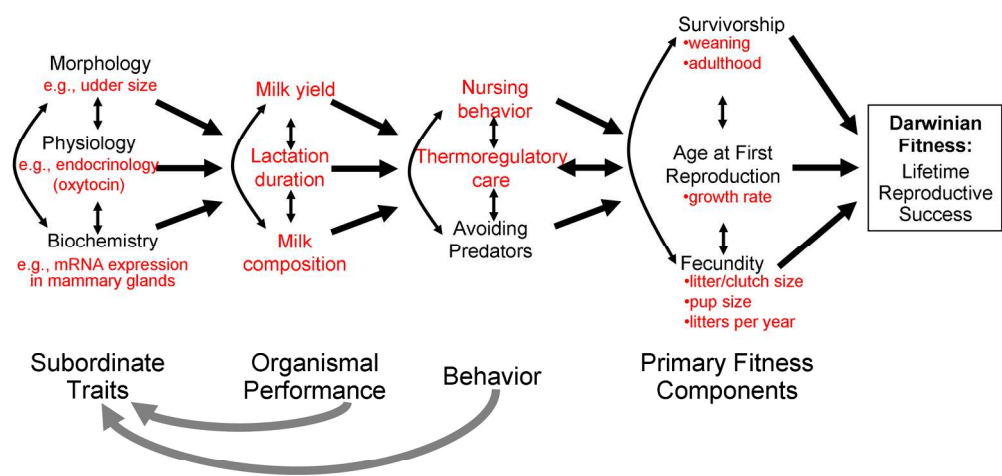 Morphology
e.g., udder size
Physiology
e.g., endocrinology
(oxytocin)
Biochemistry
e.g., mRNA expression
in mammary glands
Milk yield
Lactation
duration
Milk
composition
Nursing
behavior
Thermoregulatory
care
Avoiding
Predators
Survivorship
•weaning
•adulthood
Age at First
Reproduction
•growth rate
Fecundity
•litter/clutch size
•pup size
•litters per year
Darwinian
Fitness:
Lifetime
Reproductive
Success
Subordinate
Traits
Organismal
Performance
Behavior
Primary Fitness
Components